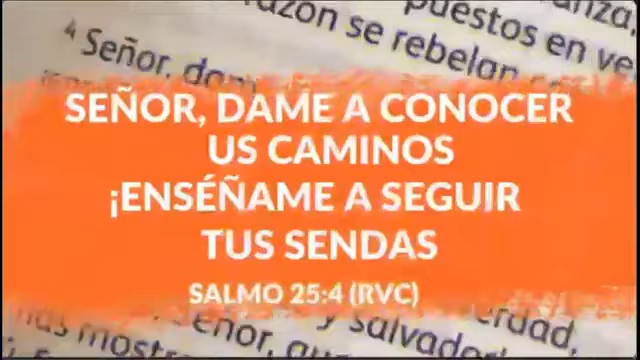 puestos en ve
razón se rebelan
4 Señor, dam
SEÑOR, DAME A CONOCER
US CAMINOS
¡ENSÉÑAME A SEGUIR
TUS SENDAS
SALMO 25:4 (RVC)
y salvador
Señor,